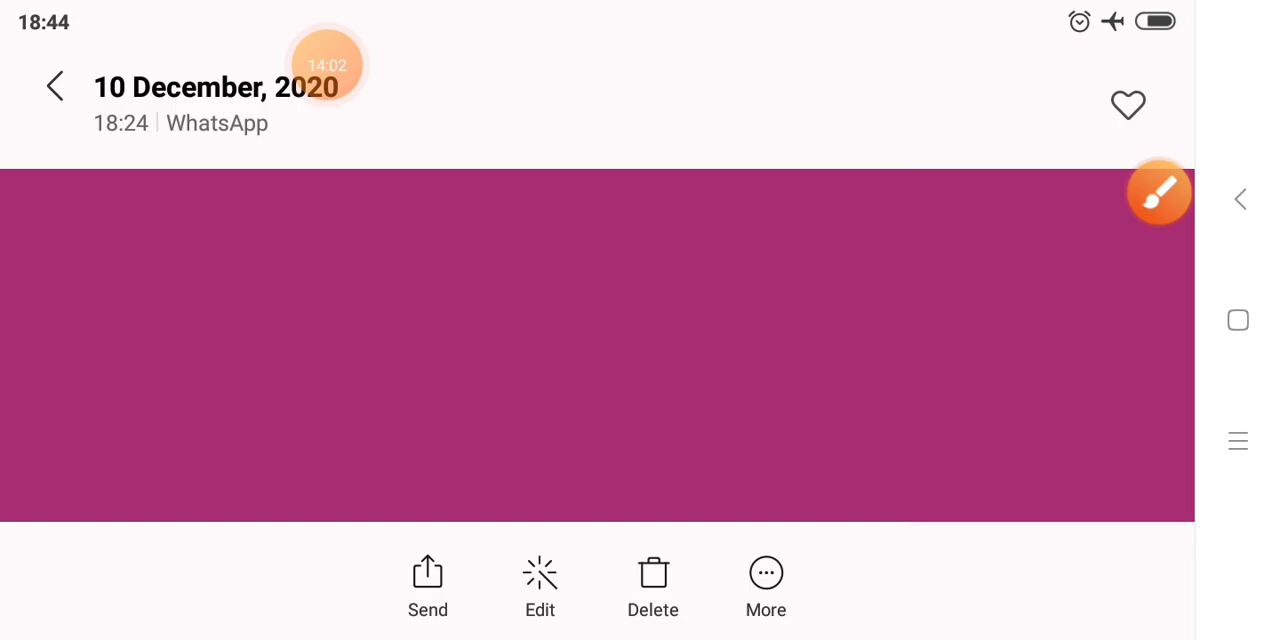 18:44
14:02
10 December, 2020
18:24 | WhatsApp
Send
Edit
Delete
More